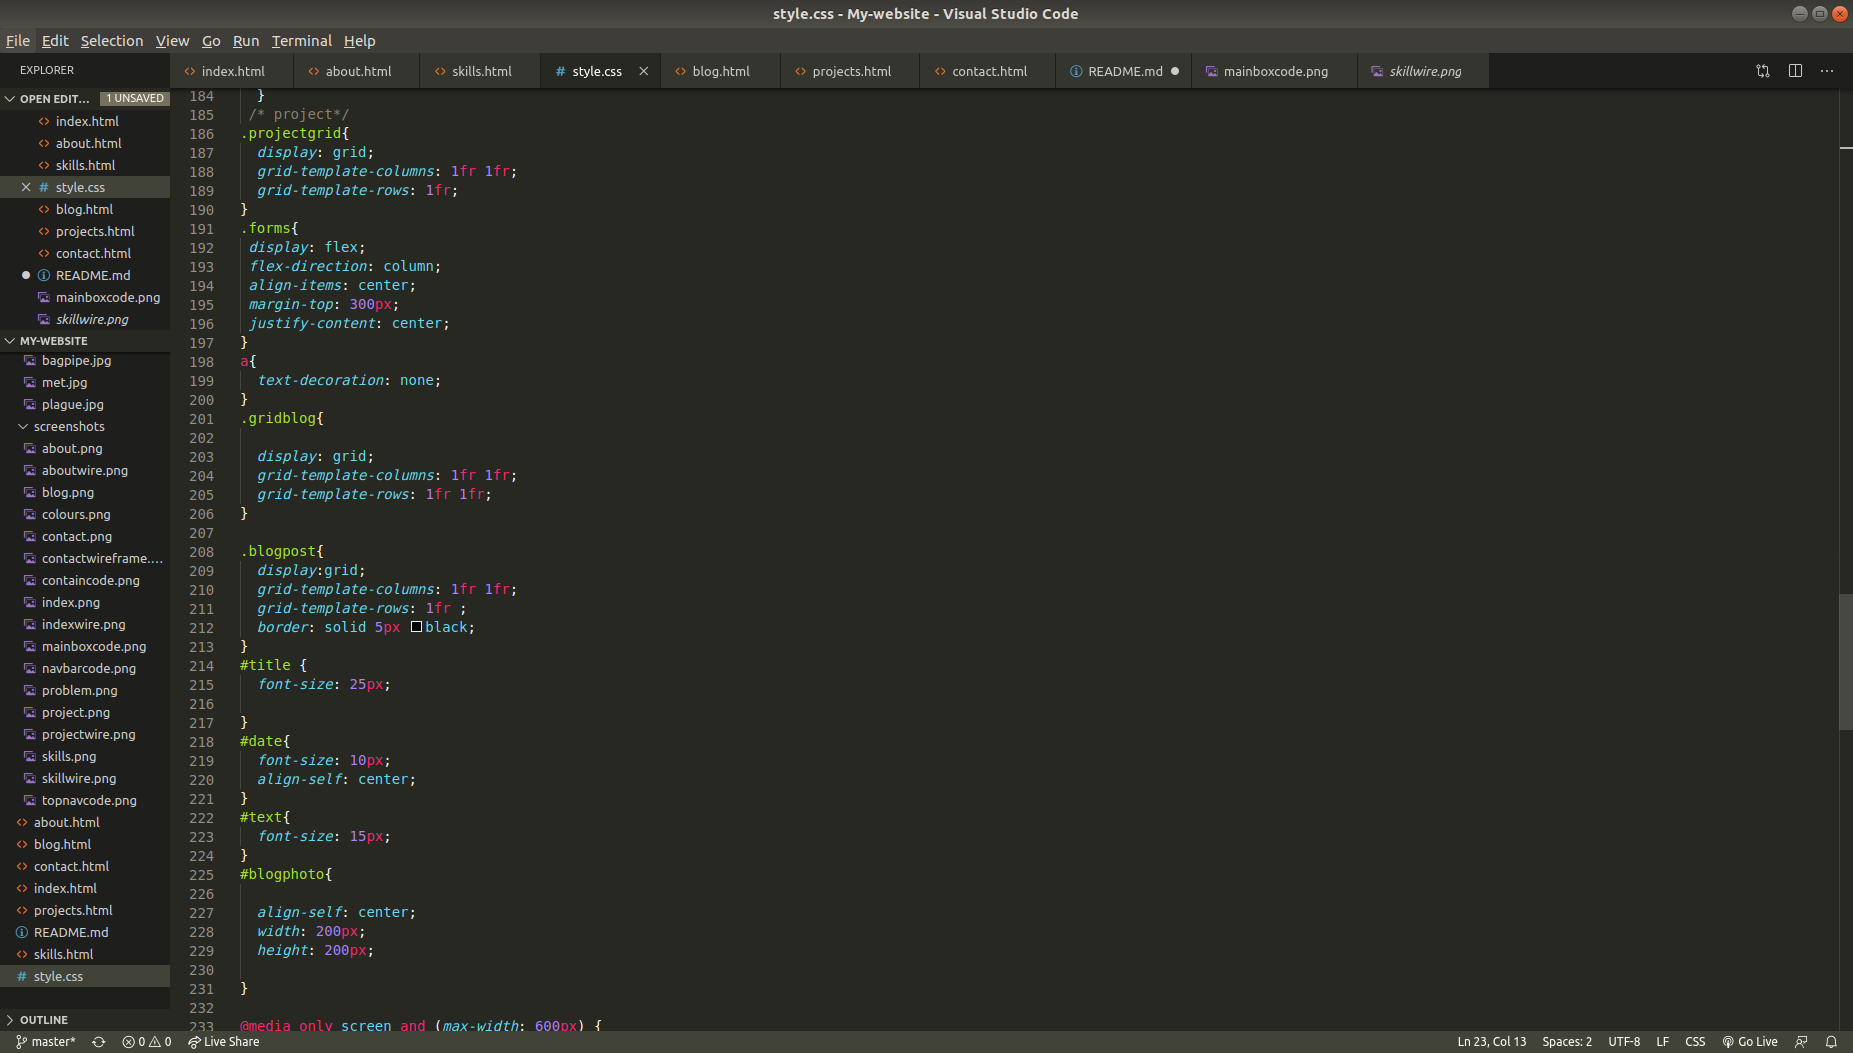 style.css - My-website - Visual Studio Code
File Edit Selection View Go Run Terminal Help
EXPLORER
index.html about.html skills.html style.css blog.html projects.html contact.html README.md mainboxcode.png skillwire.png
OPEN EDIT... 1 UNSAVED
index.html
about.html
skills.html
style.css
blog.html
projects.html
contact.html
README.md
mainboxcode.png
skillwire.png
MY-WEBSITE
bagpipe.jpg
met.jpg
plague.jpg
screenshots
about.png
aboutwire.png
blog.png
colours.png
contact.png
contactwireframe....
containcode.png
index.png
indexwire.png
mainboxcode.png
navbarcode.png
problem.png
project.png
projectwire.png
skills.png
skillwire.png
topnavcode.png
about.html
blog.html
contact.html
index.html
projects.html
README.md
skills.html
style.css
OUTLINE
184 }
185 /* project*/
186 .projectgrid{
187 display: grid;
188 grid-template-columns: 1fr 1fr;
189 grid-template-rows: 1fr;
190 }
191 .forms{
192 display: flex;
193 flex-direction: column;
194 align-items: center;
195 margin-top: 300px;
196 justify-content: center;
197 }
198 a{
199 text-decoration: none;
200 }
201 .gridblog{
202
203 display: grid;
204 grid-template-columns: 1fr 1fr;
205 grid-template-rows: 1fr 1fr;
206 }
207
208 .blogpost{
209 display:grid;
210 grid-template-columns: 1fr 1fr;
211 grid-template-rows: 1fr ;
212 border: solid 5px black;
213 }
214 #title {
215 font-size: 25px;
216
217 }
218 #date{
219 font-size: 10px;
220 align-self: center;
221 }
222 #text{
223 font-size: 15px;
224 }
225 #blogphoto{
226
227 align-self: center;
228 width: 200px;
229 height: 200px;
230
231 }
232
233 @media only screen and (max-width: 600px) {
master* 0 0 Live Share Ln 23, Col 13 Spaces: 2 UTF-8 LF CSS Go Live